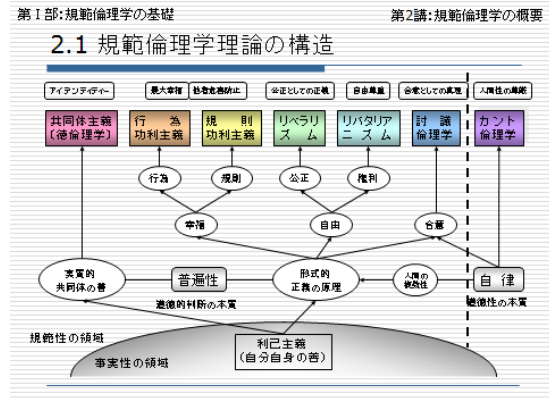 第Ⅰ部:規範倫理学の基礎
第2講:規範倫理学の概要
2.1 規範倫理学理論の構造
アイデンティティー
最大幸福
他者危害防止
公正としての正義
自由尊重
合意としての真理
人間性の尊厳
共同体主義
〔徳倫理学〕
行 為
功利主義
規 則
功利主義
リベラリ
ズ ム
リバタリア
ニ ズ ム
討 議
倫理学
カント
倫理学
行為
規則
公正
権利
幸福
自由
合意
実質的
共同体の善
普遍性
形式的
正義の原理
人間の
複数性
自 律
道徳的判断の本質
道徳性の本質
規範性の領域
利己主義
(自分自身の善)
事実性の領域